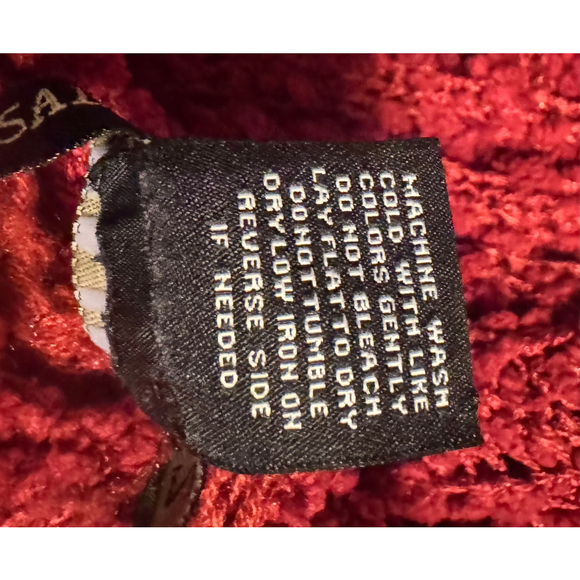 MACHINE WASH
COLD WITH LIKE
COLORS GENTLY
DO NOT BLEACH
LAY FLAT TO DRY
DO NOT TUMBLE
DRY LOW IRON ON
REVERSE SIDE
IF NEEDED